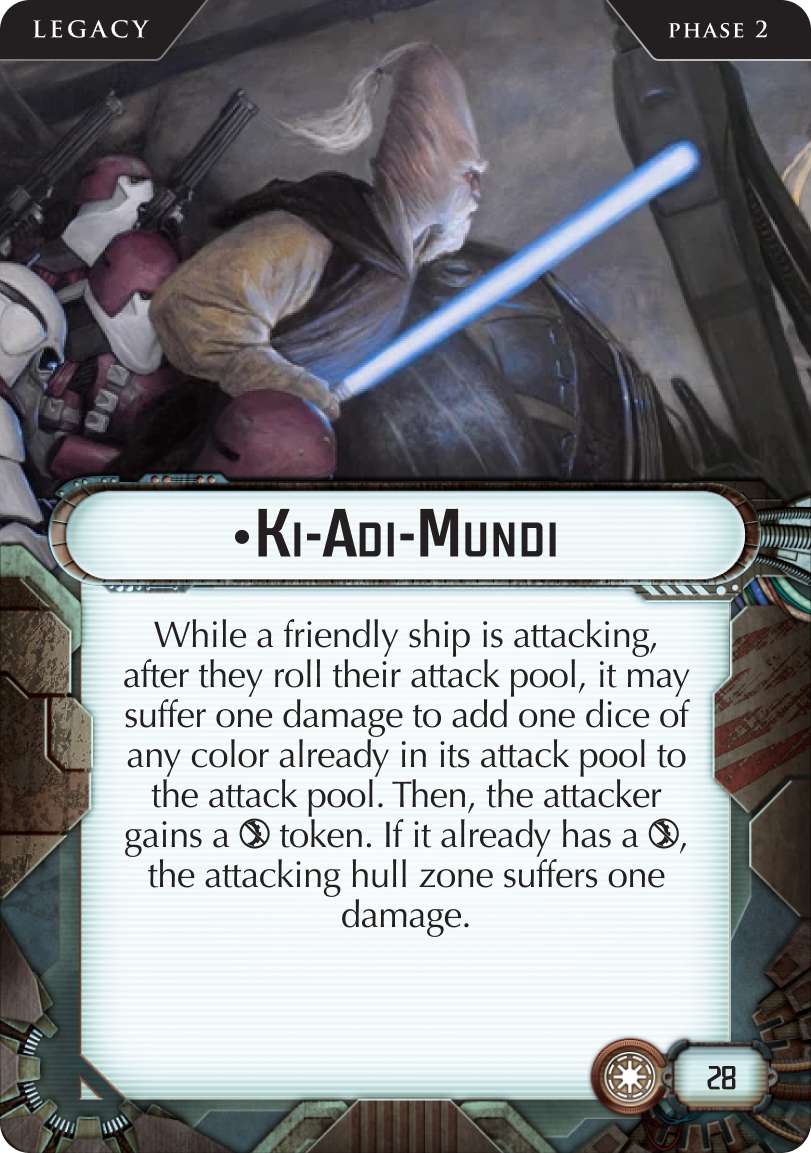 LEGACY
PHASE 2
•Ki-Adi-Mundi
While a friendly ship is attacking,
after they roll their attack pool, it may
suffer one damage to add one dice of
any color already in its attack pool to
the attack pool. Then, the attacker
gains a token. If it already has a ,
the attacking hull zone suffers one
damage.
28